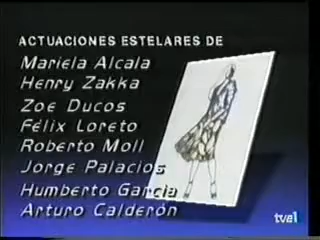 ACTUACIONES ESTELARES DE
Mariela Alcala
Henry Zakka
Zoe Ducos
Félix Loreto
Roberto Moll
Jorge Palacios
Humberto García
Arturo Calderón
tve1